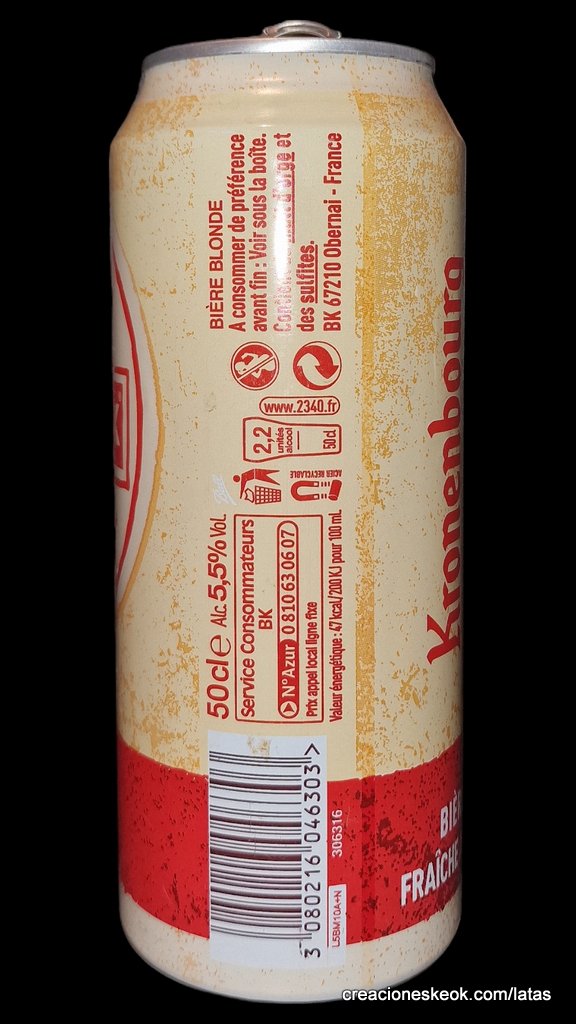 BIÈRE BLONDE
A consommer de préférence
avant fin : Voir sous la boîte.
Contient du malt d'orge et
des sulfites.
BK 67210 Obernai - France
www.2340.fr
2,2
unités
alcool
50 cl
ACIER RECYCLABLE
50 cl e Alc. 5,5% Vol.
Service Consommateurs
BK
N°Azur 0 810 63 06 07
Prix appel local ligne fixe
Valeur énergétique : 47 kcal/200 KJ pour 100 ml.
3 080216 046303 >
L5BM10A+N
306316
Kronenbourg
FRAÎCHE
creacioneskeok.com/latas